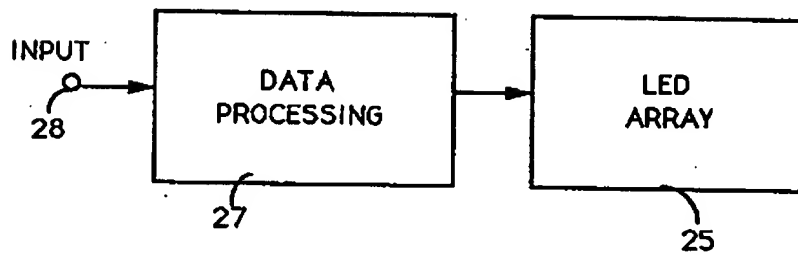 INPUT
28
DATA
PROCESSING
27
LED
ARRAY
25